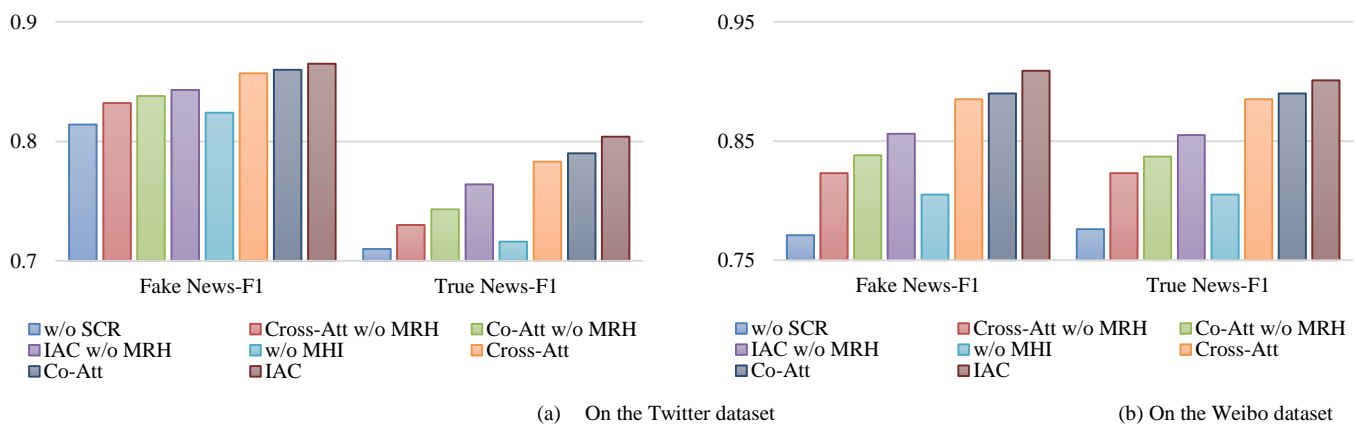 0.9
0.8
0.7
Fake News-F1 True News-F1
w/o SCR Cross-Att w/o MRH Co-Att w/o MRH
IAC w/o MRH w/o MHI Cross-Att
Co-Att IAC
(a) On the Twitter dataset
0.95
0.85
0.75
Fake News-F1 True News-F1
w/o SCR Cross-Att w/o MRH Co-Att w/o MRH
IAC w/o MRH w/o MHI Cross-Att
Co-Att IAC
(b) On the Weibo dataset